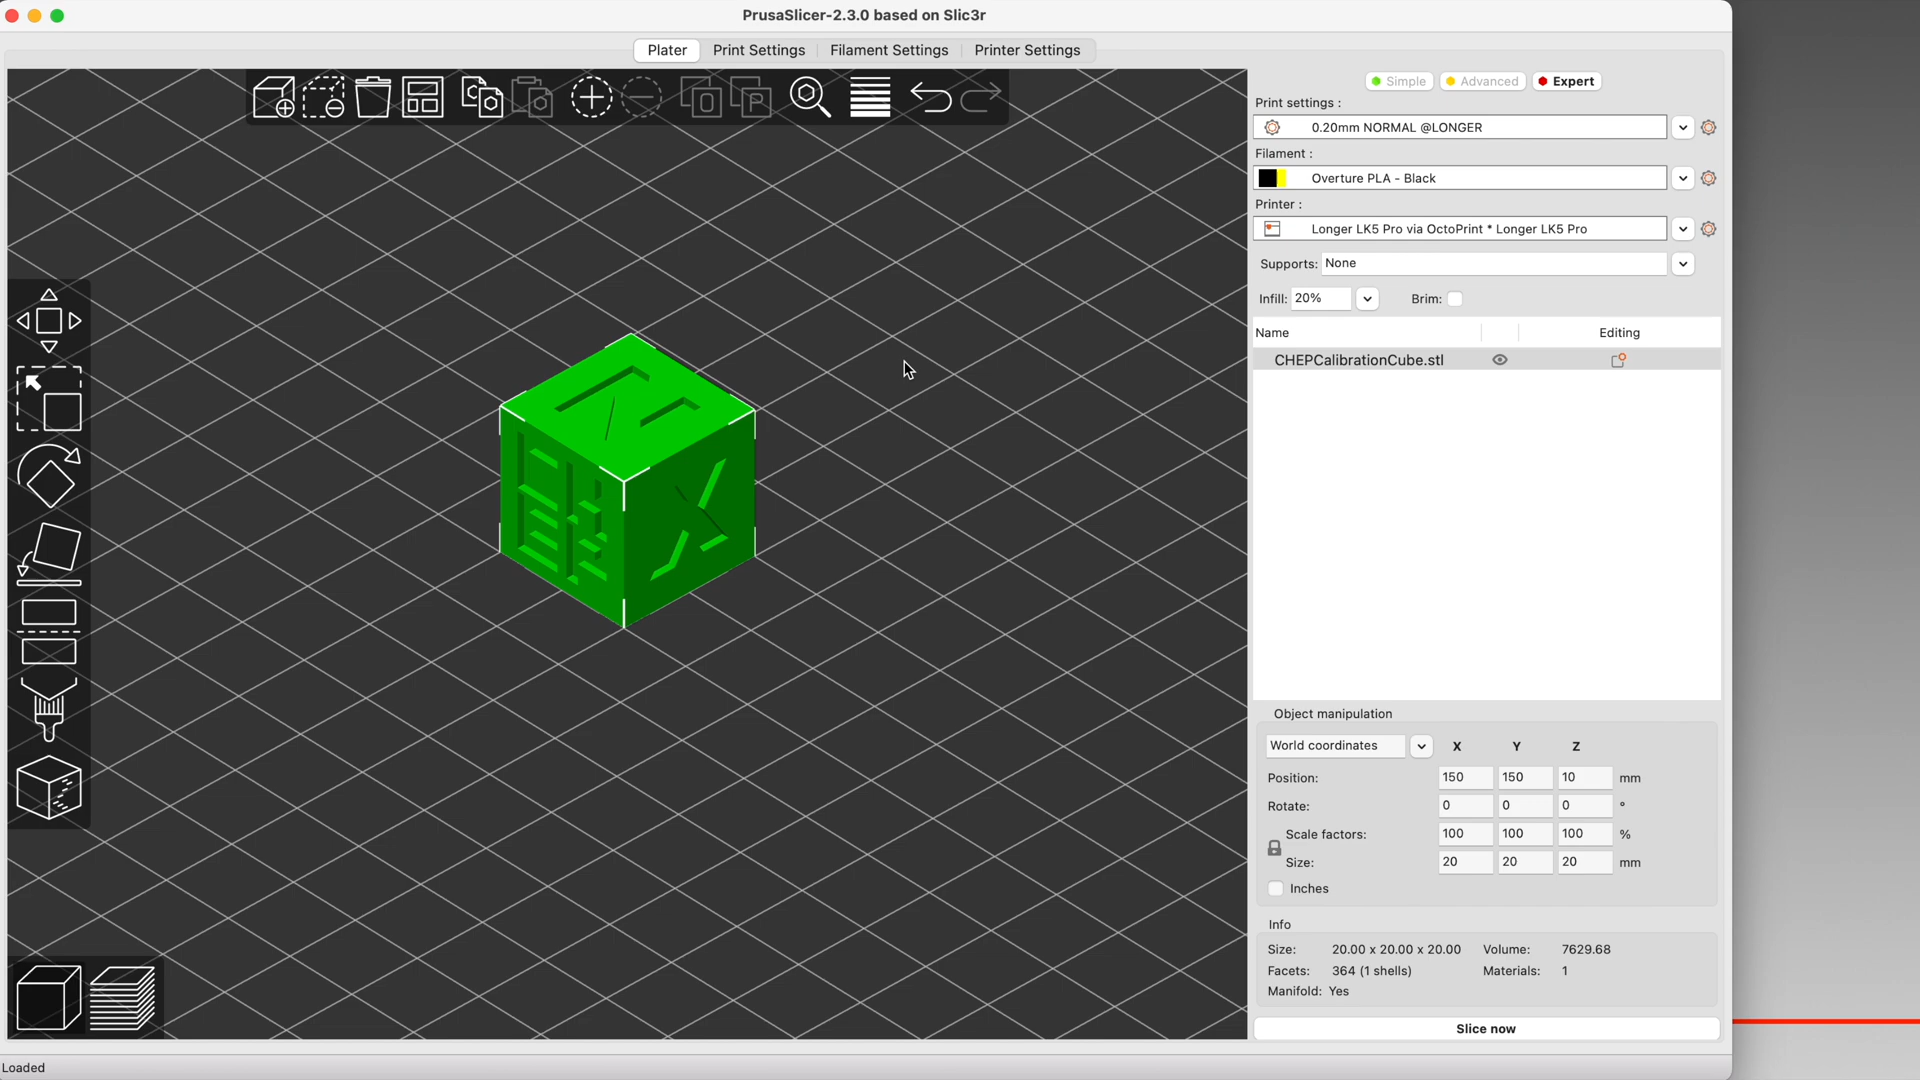 PrusaSlicer-2.3.0 based on Slic3r
Plater Print Settings Filament Settings Printer Settings
Simple Advanced Expert
Print settings :
0.20mm NORMAL @LONGER
Filament :
Overture PLA - Black
Printer :
Longer LK5 Pro via OctoPrint * Longer LK5 Pro
Supports: None
Infill: 20% Brim:
Name Editing
CHEPCalibrationCube.stl
Z
X
Object manipulation
World coordinates X Y Z
Position: 150 150 10 mm
Rotate: 0 0 0 °
Scale factors: 100 100 100 %
Size: 20 20 20 mm
Inches
Info
Size: 20.00 x 20.00 x 20.00 Volume: 7629.68
Facets: 364 (1 shells) Materials: 1
Manifold: Yes
Slice now
Loaded